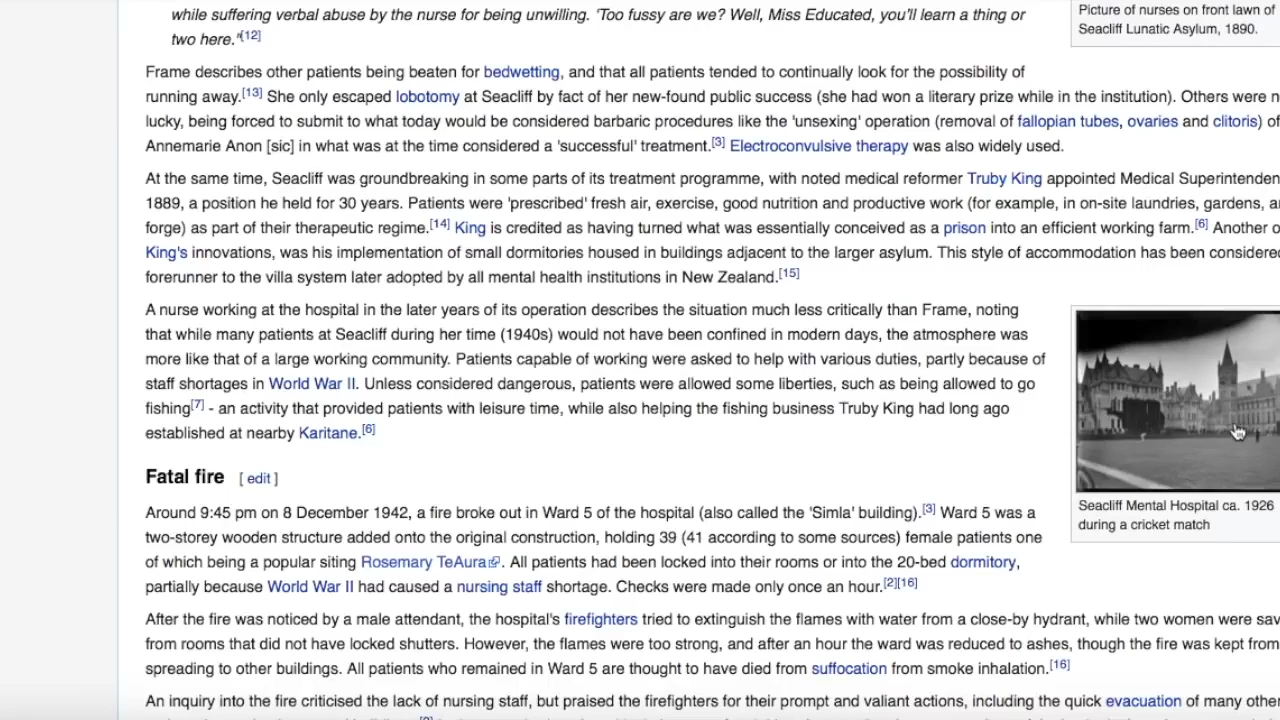 while suffering verbal abuse by the nurse for being unwilling. 'Too fussy are we? Well, Miss Educated, you'll learn a thing or
two here."[12]
Picture of nurses on front lawn of
Seacliff Lunatic Asylum, 1890.
Frame describes other patients being beaten for bedwetting, and that all patients tended to continually look for the possibility of
running away.[13] She only escaped lobotomy at Seacliff by fact of her new-found public success (she had won a literary prize while in the institution). Others were n
lucky, being forced to submit to what today would be considered barbaric procedures like the 'unsexing' operation (removal of fallopian tubes, ovaries and clitoris) of
Annemarie Anon [sic] in what was at the time considered a 'successful' treatment.[3] Electroconvulsive therapy was also widely used.
At the same time, Seacliff was groundbreaking in some parts of its treatment programme, with noted medical reformer Truby King appointed Medical Superintenden
1889, a position he held for 30 years. Patients were 'prescribed' fresh air, exercise, good nutrition and productive work (for example, in on-site laundries, gardens, a
forge) as part of their therapeutic regime.[14] King is credited as having turned what was essentially conceived as a prison into an efficient working farm.[6] Another o
King's innovations, was his implementation of small dormitories housed in buildings adjacent to the larger asylum. This style of accommodation has been considere
forerunner to the villa system later adopted by all mental health institutions in New Zealand.[15]
A nurse working at the hospital in the later years of its operation describes the situation much less critically than Frame, noting
that while many patients at Seacliff during her time (1940s) would not have been confined in modern days, the atmosphere was
more like that of a large working community. Patients capable of working were asked to help with various duties, partly because of
staff shortages in World War II. Unless considered dangerous, patients were allowed some liberties, such as being allowed to go
fishing[7] - an activity that provided patients with leisure time, while also helping the fishing business Truby King had long ago
established at nearby Karitane.[6]
Seacliff Mental Hospital ca. 1926
during a cricket match
Fatal fire [ edit ]
Around 9:45 pm on 8 December 1942, a fire broke out in Ward 5 of the hospital (also called the 'Simla' building).[3] Ward 5 was a
two-storey wooden structure added onto the original construction, holding 39 (41 according to some sources) female patients one
of which being a popular siting Rosemary TeAura. All patients had been locked into their rooms or into the 20-bed dormitory,
partially because World War II had caused a nursing staff shortage. Checks were made only once an hour.[2][16]
After the fire was noticed by a male attendant, the hospital's firefighters tried to extinguish the flames with water from a close-by hydrant, while two women were sav
from rooms that did not have locked shutters. However, the flames were too strong, and after an hour the ward was reduced to ashes, though the fire was kept from
spreading to other buildings. All patients who remained in Ward 5 are thought to have died from suffocation from smoke inhalation.[16]
An inquiry into the fire criticised the lack of nursing staff, but praised the firefighters for their prompt and valiant actions, including the quick evacuation of many othe